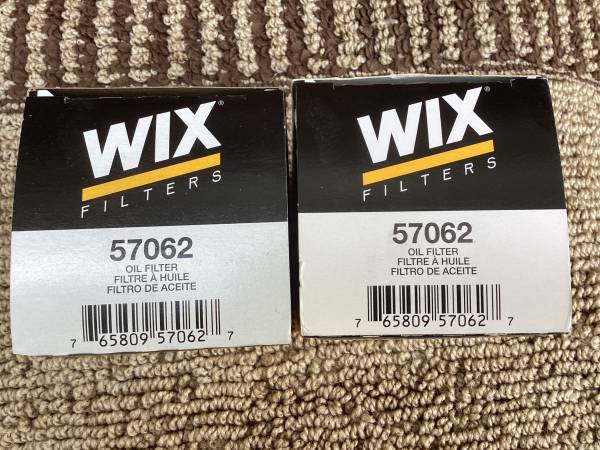 WIX®
FILTERS
57062
OIL FILTER
FILTRE À HUILE
FILTRO DE ACEITE
7 65809 57062 7
WIX
FILTERS
57062
OIL FILTER
FILTRE À HUILE
FILTRO DE ACEITE
7 65809 57062 7